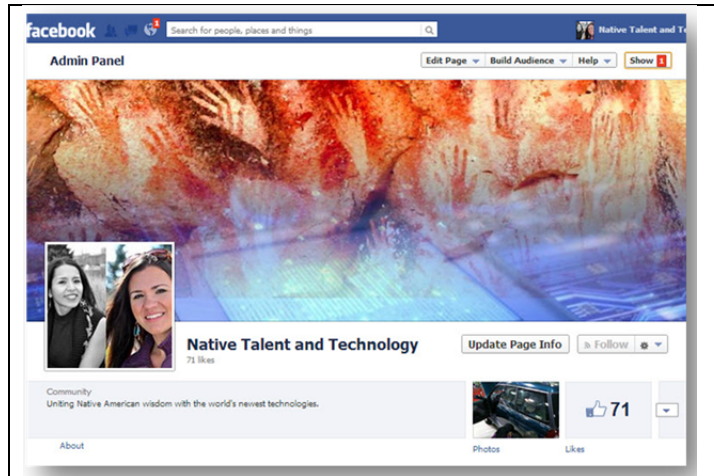 facebook
1
Search for people, places and things
Native Talent and
Admin Panel
Edit Page
Build Audience
Help
Show 1
Native Talent and Technology
71 likes
Update Page Info
Follow
Community
Uniting Native American wisdom with the world's newest technologies.
71
About
Photos
Likes